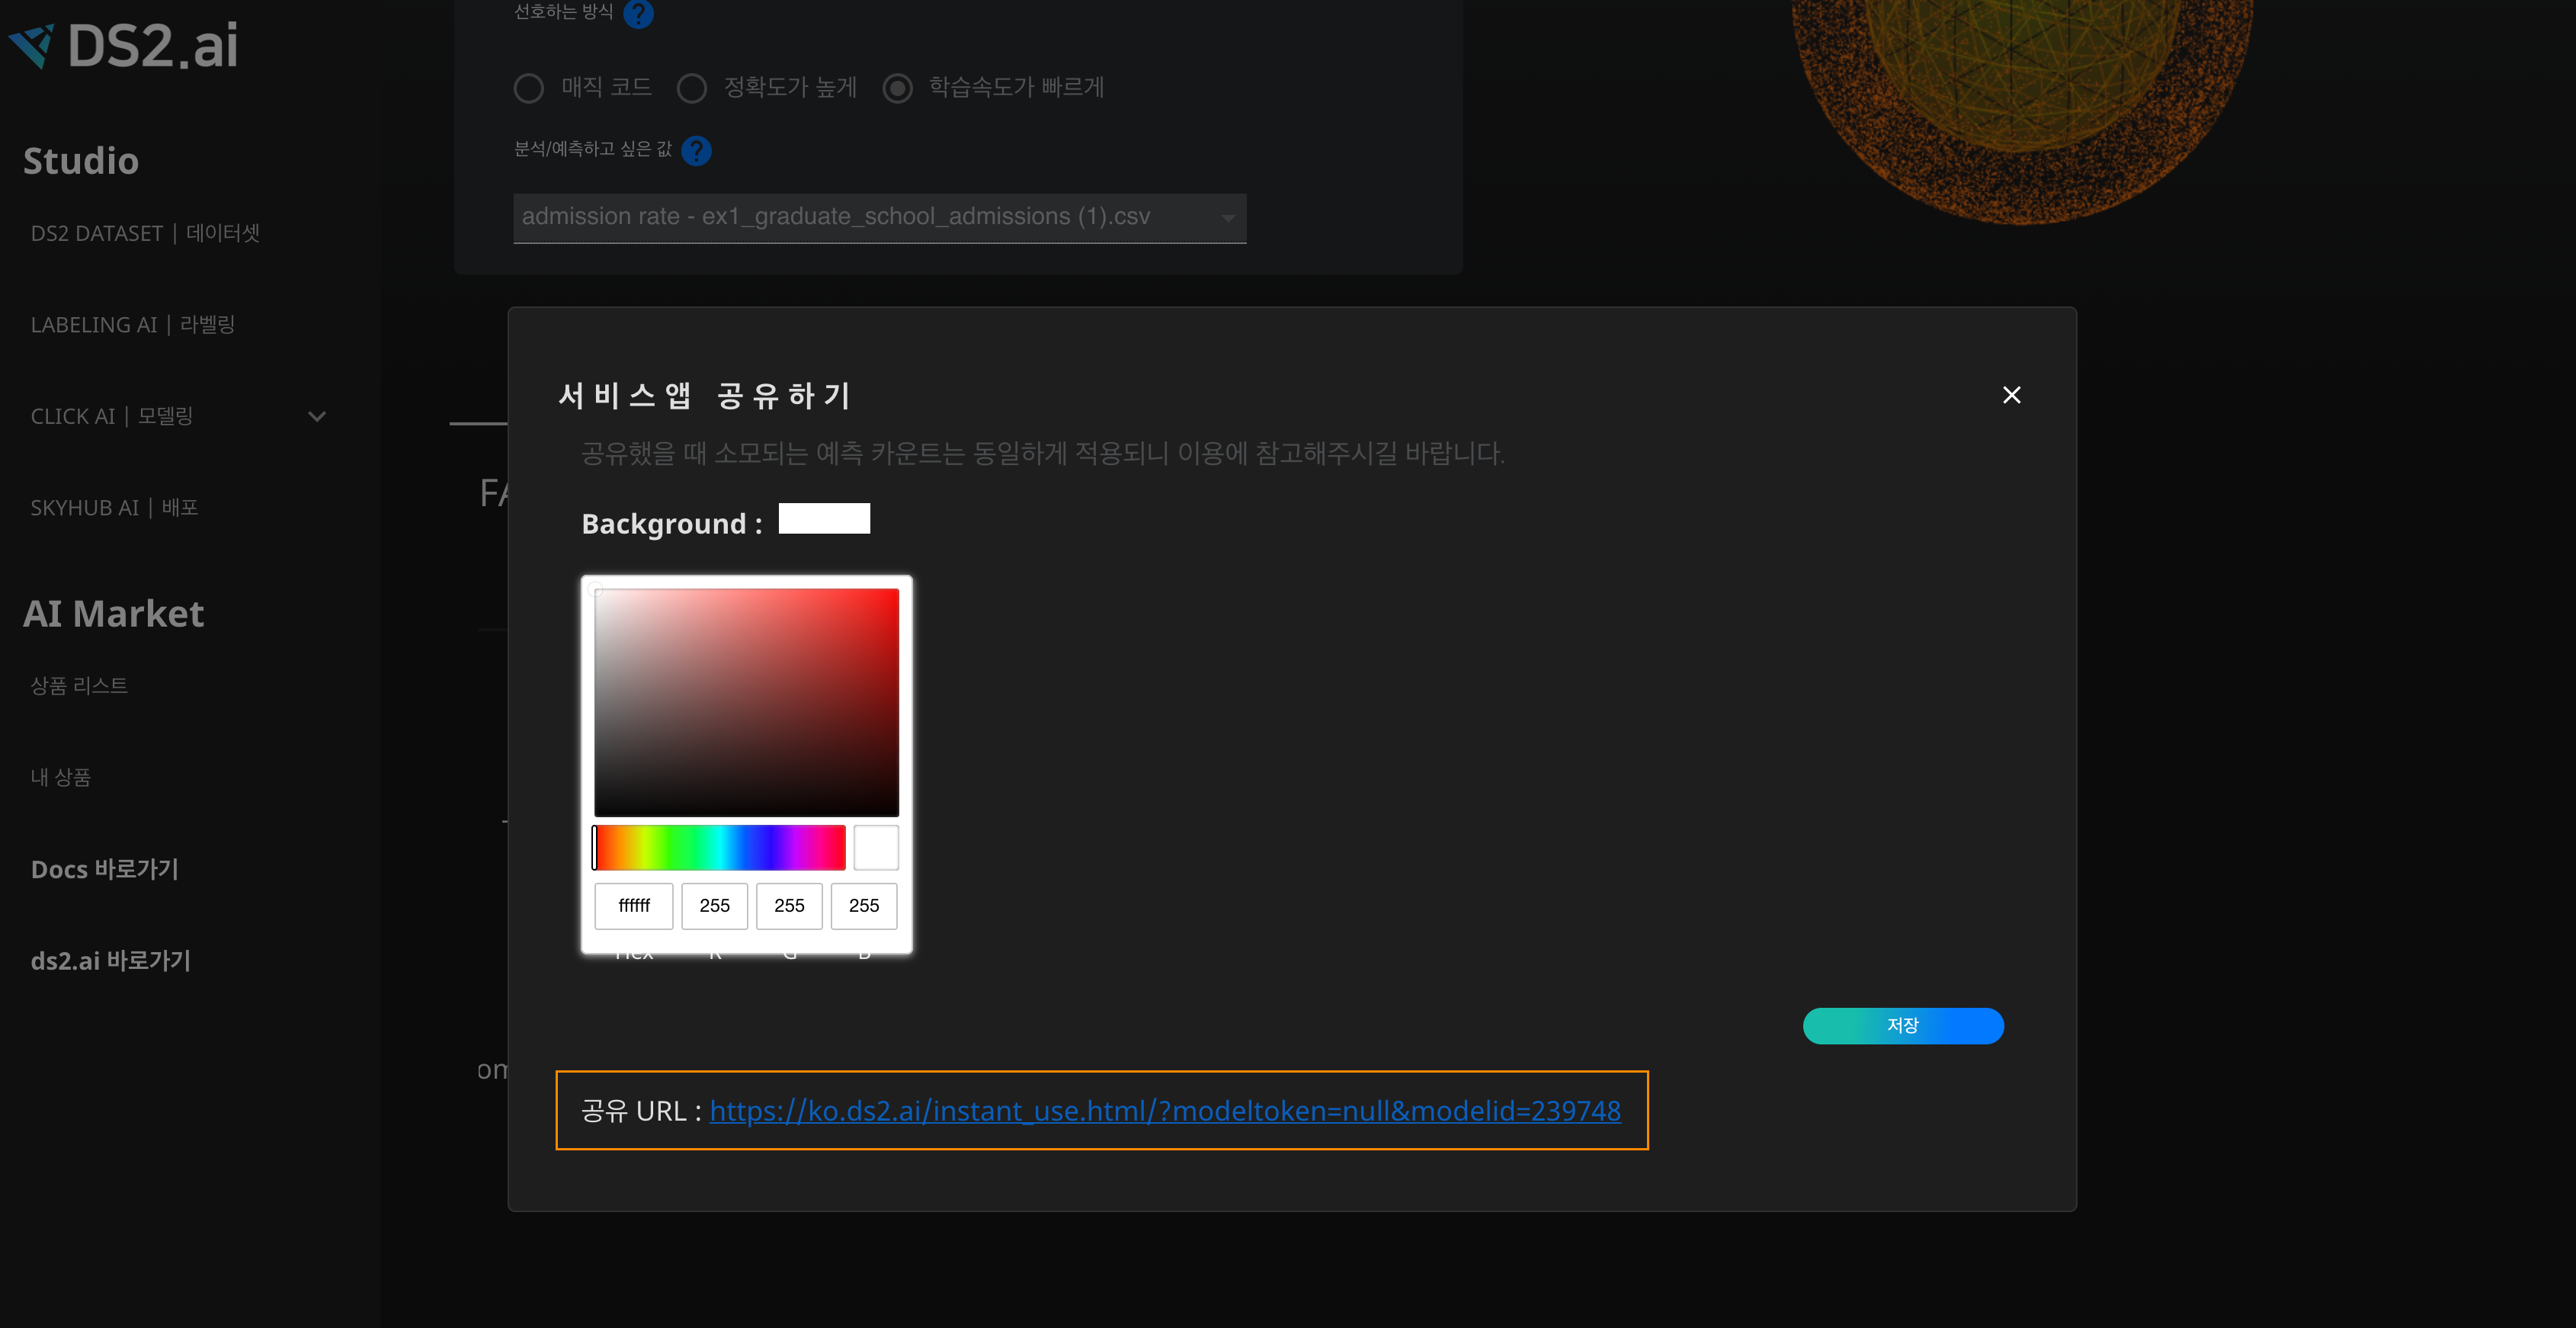 DS2.ai
Studio
DS2 DATASET | 데이터셋
LABELING AI | 라벨링
CLICK AI | 모델링
SKYHUB AI | 배포
AI Market
상품 리스트
내 상품
Docs 바로가기
ds2.ai 바로가기
선호하는 방식 ?
매직 코드 정확도가 높게 학습속도가 빠르게
분석/예측하고 싶은 값 ?
admission rate - ex1_graduate_school_admissions (1).csv
서비스앱 공유하기
공유했을 때 소모되는 예측 카운트는 동일하게 적용되니 이용에 참고해주시길 바랍니다.
Background :
ffffff 255 255 255
Hex R G B
저장
공유 URL : https://ko.ds2.ai/instant_use.html/?modeltoken=null&modelid=239748